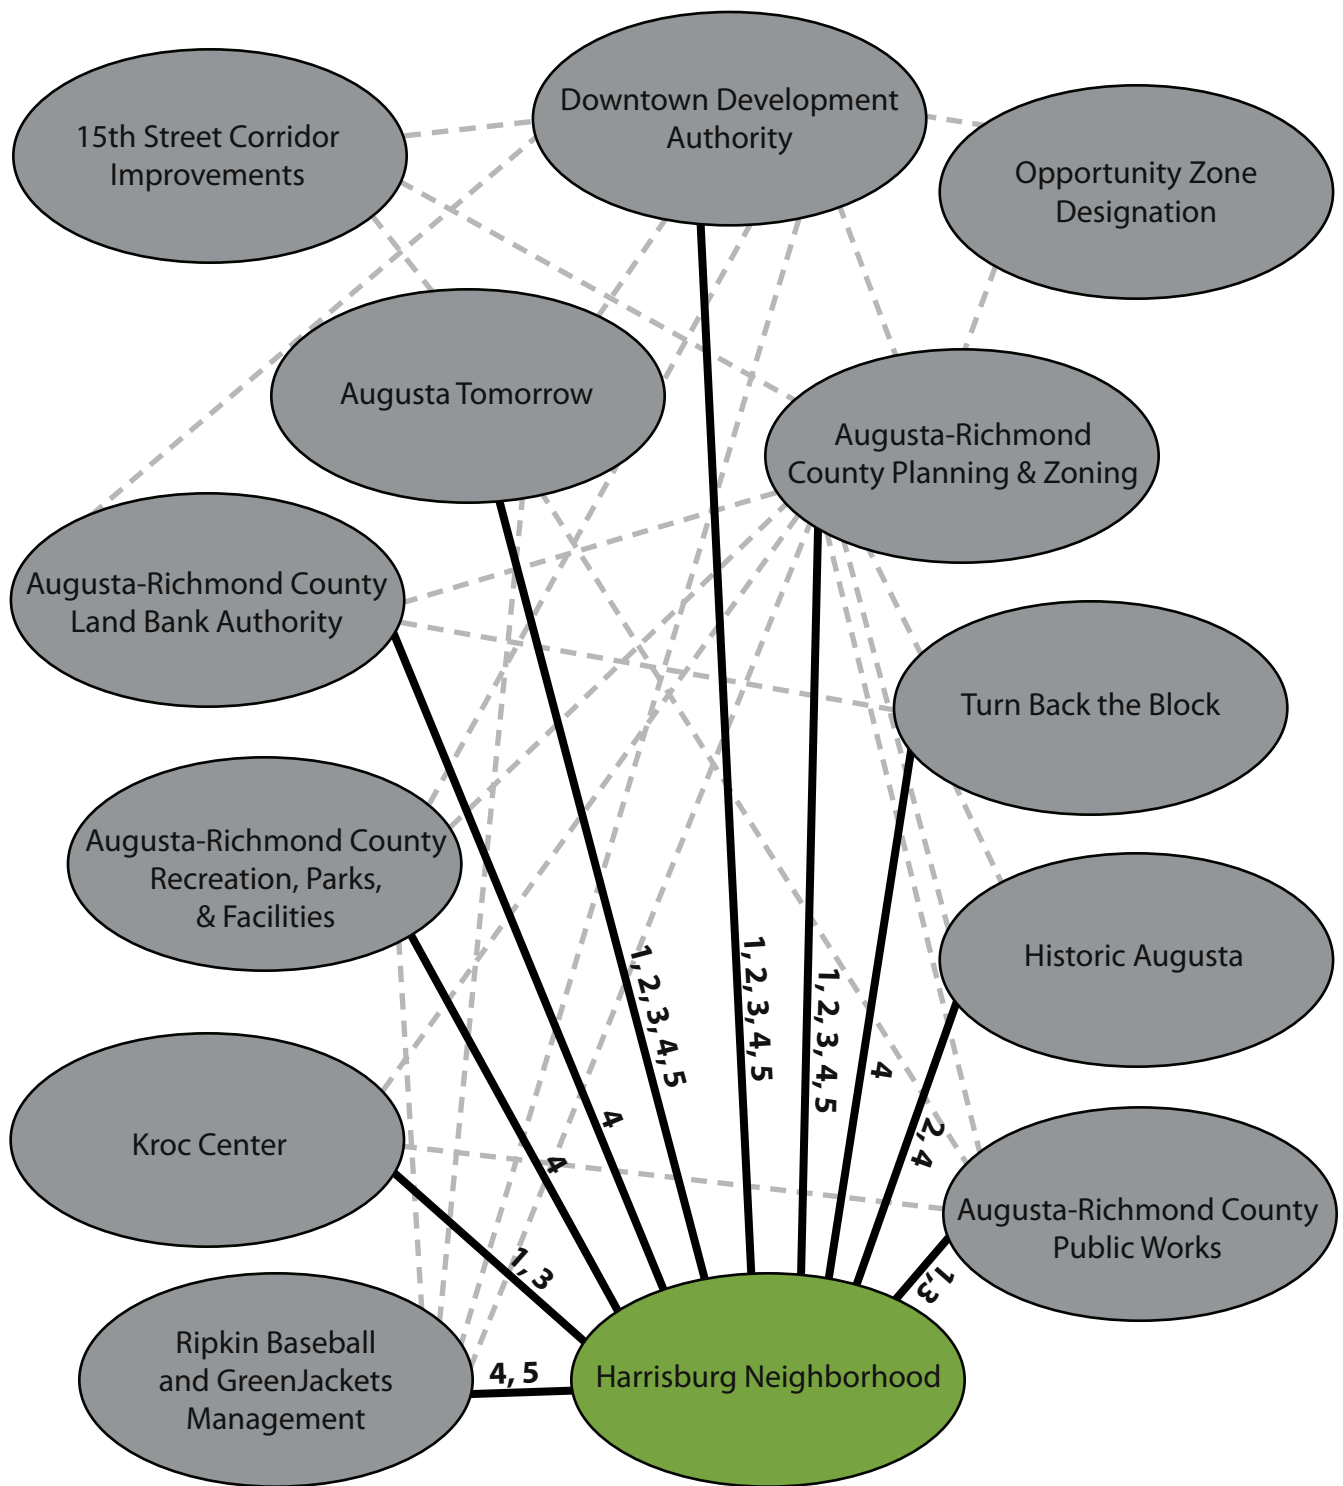 Downtown Development
Authority
15th Street Corridor
Improvements
Opportunity Zone
Designation
Augusta Tomorrow
Augusta-Richmond
County Planning & Zoning
Augusta-Richmond County
Land Bank Authority
Turn Back the Block
Augusta-Richmond County
Recreation, Parks,
& Facilities
Historic Augusta
Kroc Center
Augusta-Richmond County
Public Works
Ripkin Baseball
and GreenJackets
Management
Harrisburg Neighborhood
1, 2, 3, 4, 5
1, 2, 3, 4, 5
1, 2, 3, 4, 5
4
4
4
2, 4
1, 3
1,3
4, 5